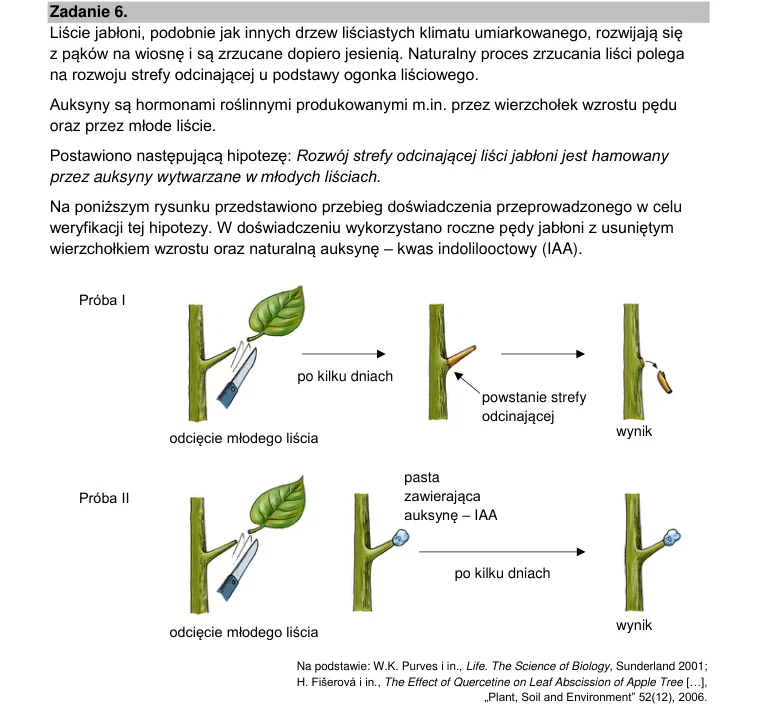 Zadanie 6.
Liście jabłoni, podobnie jak innych drzew liściastych klimatu umiarkowanego, rozwijają się
z pąków na wiosnę i są zrzucane dopiero jesienią. Naturalny proces zrzucania liści polega
na rozwoju strefy odcinającej u podstawy ogonka liściowego.
Auksyny są hormonami roślinnymi produkowanymi m.in. przez wierzchołek wzrostu pędu
oraz przez młode liście.
Postawiono następującą hipotezę: Rozwój strefy odcinającej liści jabłoni jest hamowany
przez auksyny wytwarzane w młodych liściach.
Na poniższym rysunku przedstawiono przebieg doświadczenia przeprowadzonego w celu
weryfikacji tej hipotezy. W doświadczeniu wykorzystano roczne pędy jabłoni z usuniętym
wierzchołkiem wzrostu oraz naturalną auksynę – kwas indolilooctowy (IAA).
Próba I
po kilku dniach
powstanie strefy
odcinającej
odcięcie młodego liścia
wynik
Próba II
pasta
zawierająca
auksynę – IAA
po kilku dniach
odcięcie młodego liścia
wynik
Na podstawie: W.K. Purves i in., Life. The Science of Biology, Sunderland 2001;
H. Fišerová i in., The Effect of Quercetine on Leaf Abscission of Apple Tree […],
„Plant, Soil and Environment” 52(12), 2006.